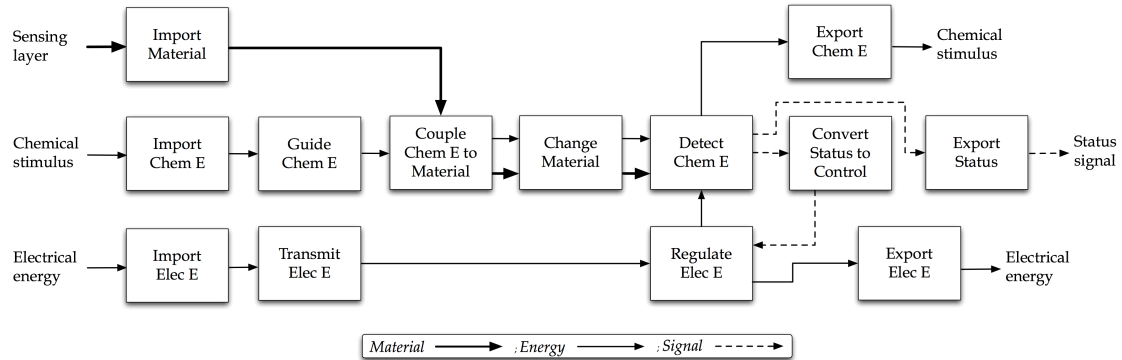 Sensing
layer
Import
Material
Export
Chem E
Chemical
stimulus
Chemical
stimulus
Import
Chem E
Guide
Chem E
Couple
Chem E to
Material
Change
Material
Detect
Chem E
Convert
Status to
Control
Export
Status
Status
signal
Electrical
energy
Import
Elec E
Transmit
Elec E
Regulate
Elec E
Export
Elec E
Electrical
energy
Material ; Energy ; Signal